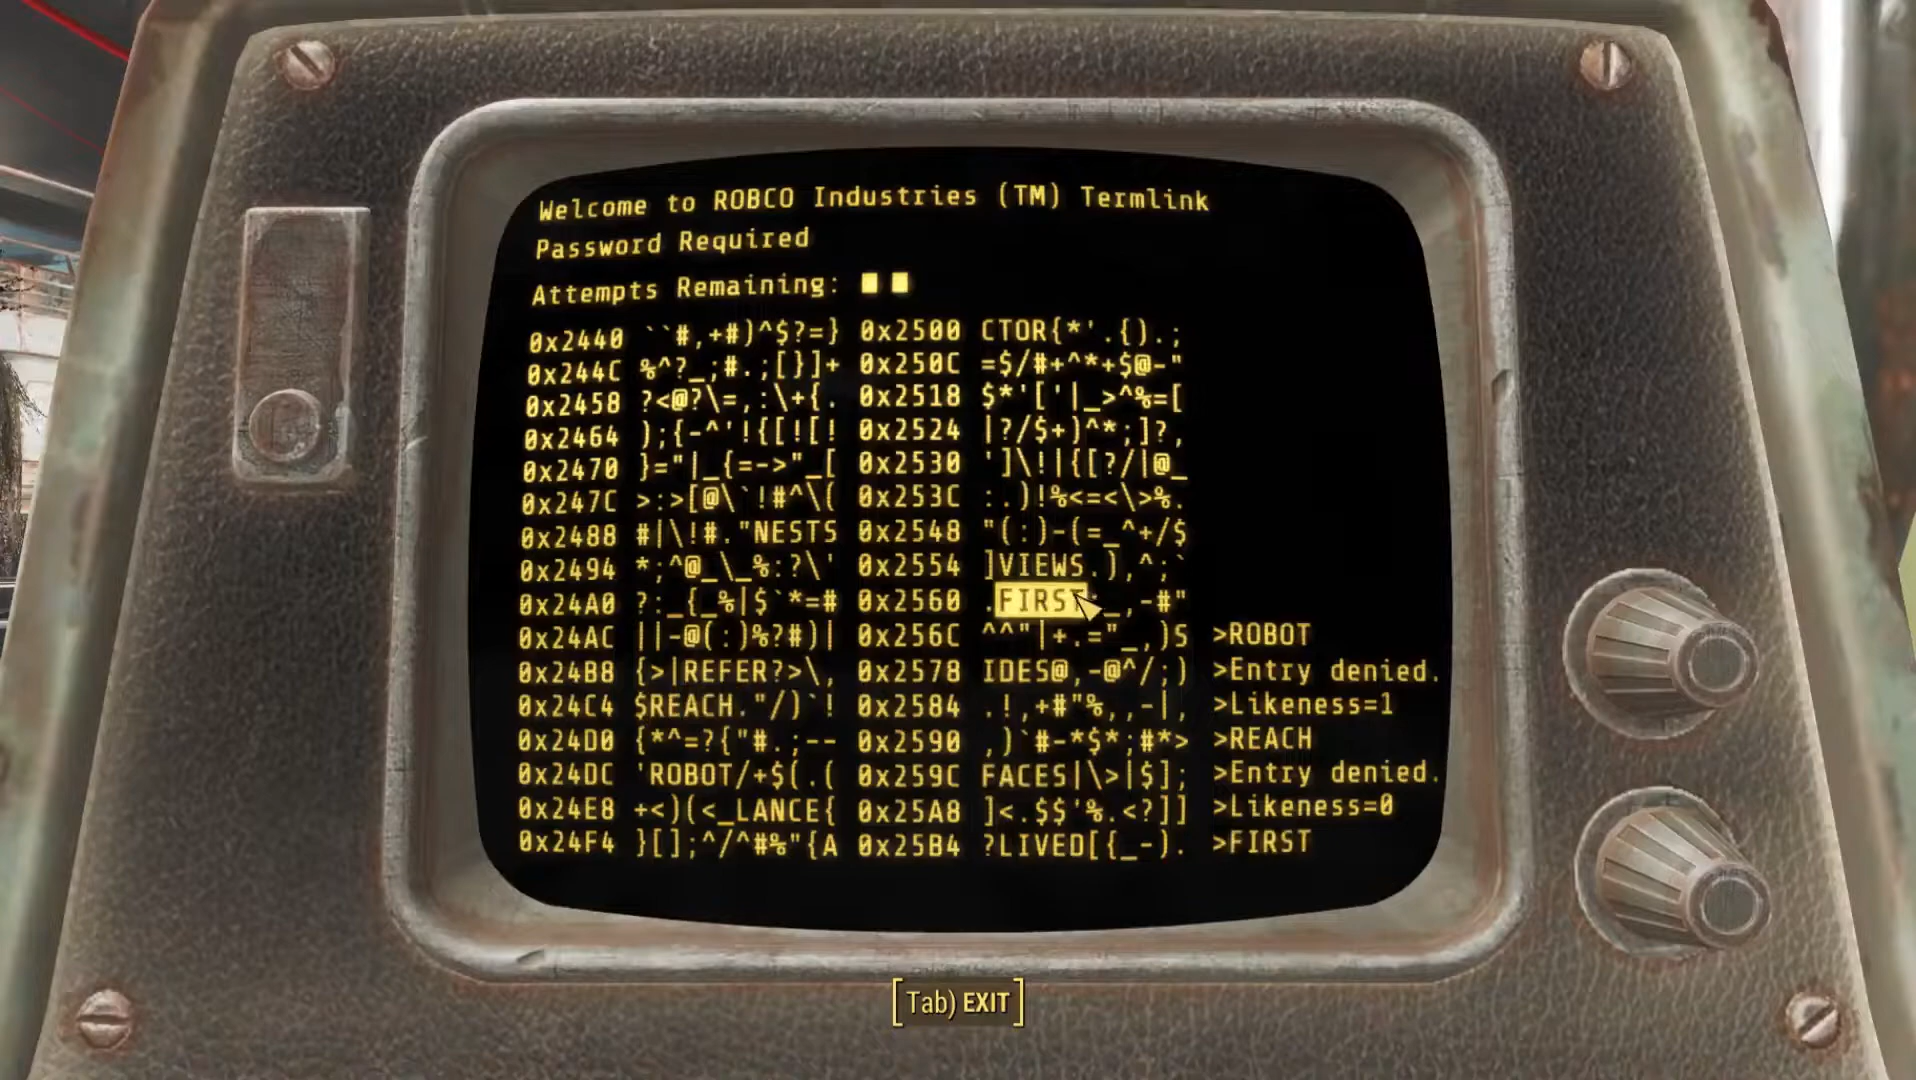 Welcome to ROBCO Industries (TM) Termlink
Password Required
Attempts Remaining: ■ ■
0x2440 ``#,+#)^$?=} 0x2500 CTOR{*'.{).;
0x244C %^?_;#.;[}]+ 0x250C =$/#+^*+$@-"
0x2458 ?<@?\=,:\+{. 0x2518 $*'['|_>^%=[
0x2464 );{-^'!{[![! 0x2524 |?/$+)^*;]?,
0x2470 }="|_{=->"_[ 0x2530 ']\!|{[?/|@_
0x247C >:>[@\`!#^\( 0x253C :.)!%<=<\>%.
0x2488 #|\!#."NESTS 0x2548 "(:)-(=_^+/$
0x2494 *;^@_\_%:?\' 0x2554 ]VIEWS.),^;`
0x24A0 ?:_{_%|$`*=# 0x2560 .FIRST:_,-#"
0x24AC ||-@(:)%?#)| 0x256C ^^"|+.="_,)S >ROBOT
0x24B8 {>|REFER?>\, 0x2578 IDES@,-@^/;) >Entry denied.
0x24C4 $REACH."/)`! 0x2584 .!,+#"%,,-|, >Likeness=1
0x24D0 {*^=?{"#.;-- 0x2590 ,)`#-*$*;#*> >REACH
0x24DC 'ROBOT/+$(.( 0x259C FACES|\>|$]; >Entry denied.
0x24E8 +<)(<_LANCE{ 0x25A8 ]<.$$'%.<?]] >Likeness=0
0x24F4 }[];^/^#%"{A 0x25B4 ?LIVED[{_-). >FIRST
[Tab) EXIT]